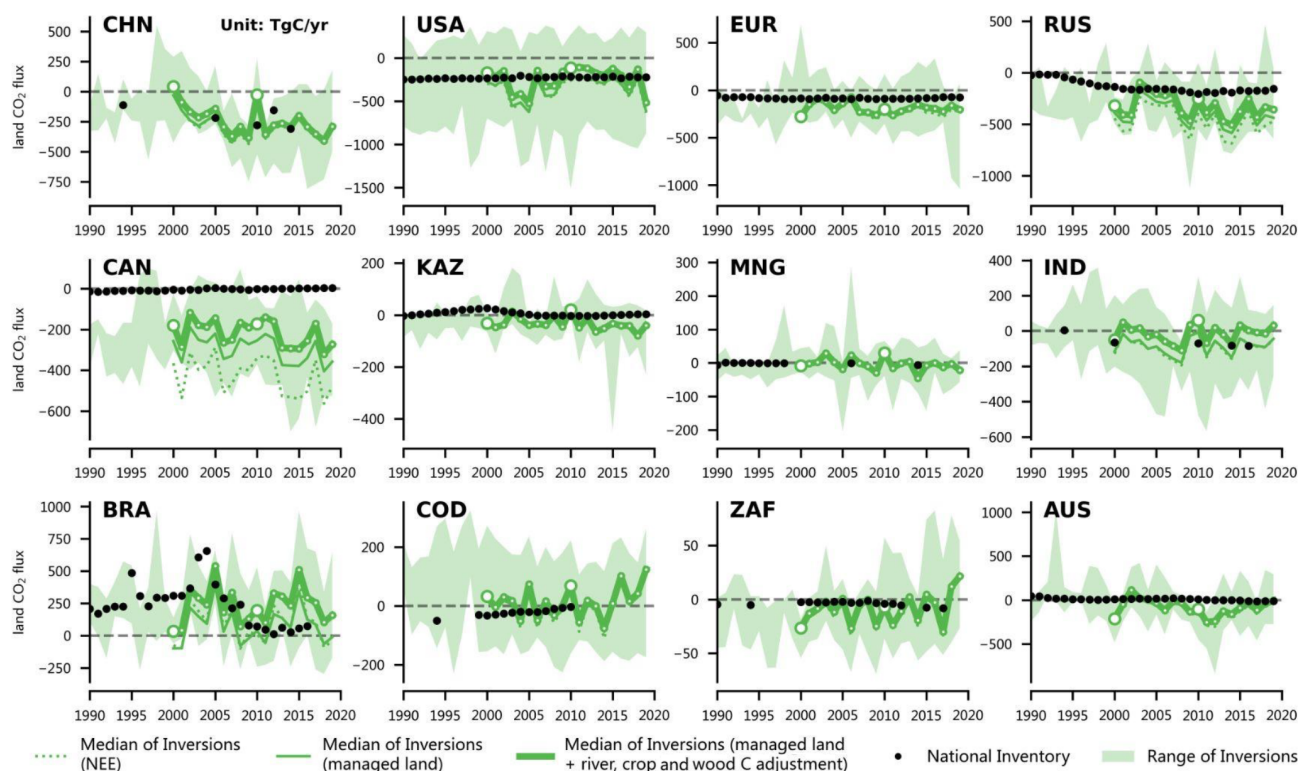 CHN
Unit: TgC/yr
USA
EUR
RUS
land CO₂ flux
500
250
0
−250
−500
−750
0
−500
−1000
−1500
500
0
−500
−1000
500
0
−500
−1000
1990 1995 2000 2005 2010 2015 2020
1990 1995 2000 2005 2010 2015 2020
1990 1995 2000 2005 2010 2015 2020
1990 1995 2000 2005 2010 2015 2020
CAN
KAZ
MNG
IND
land CO₂ flux
0
−200
−400
−600
200
0
−200
−400
300
200
100
0
−100
−200
400
200
0
−200
−400
−600
1990 1995 2000 2005 2010 2015 2020
1990 1995 2000 2005 2010 2015 2020
1990 1995 2000 2005 2010 2015 2020
1990 1995 2000 2005 2010 2015 2020
BRA
COD
ZAF
AUS
land CO₂ flux
1000
750
500
250
0
−250
200
0
−200
50
0
−50
1000
500
0
−500
1990 1995 2000 2005 2010 2015 2020
1990 1995 2000 2005 2010 2015 2020
1990 1995 2000 2005 2010 2015 2020
1990 1995 2000 2005 2010 2015 2020
Median of Inversions
(NEE)
Median of Inversions
(managed land)
Median of Inversions (managed land
+ river, crop and wood C adjustment)
National Inventory
Range of Inversions